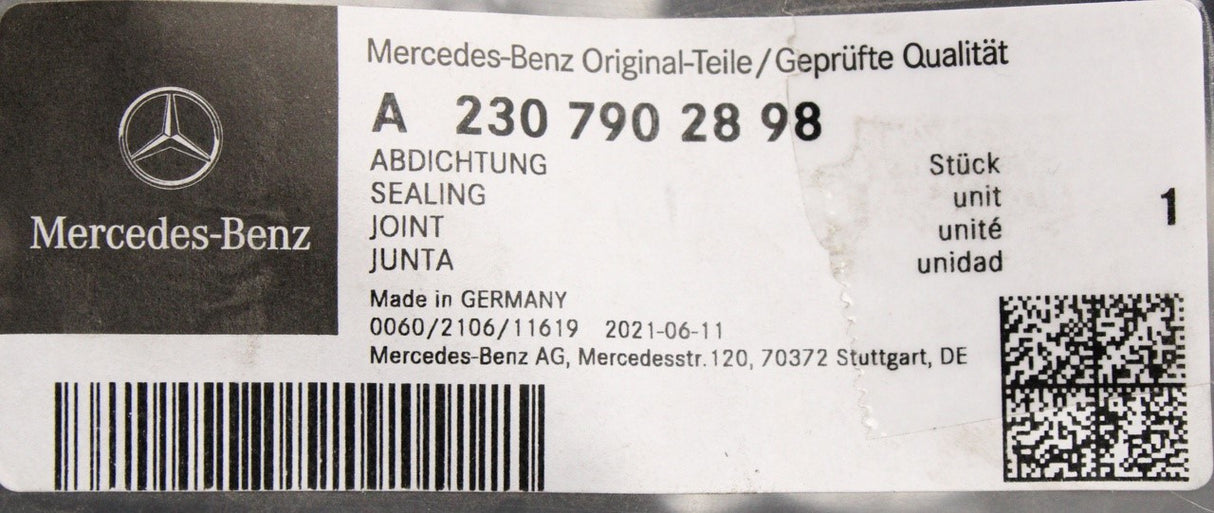 Mercedes-Benz
Mercedes-Benz Original-Teile/Geprüfte Qualität
A 230 790 28 98
ABDICHTUNG Stück
SEALING unit 1
JOINT unité
JUNTA unidad
Made in GERMANY
0060/2106/11619 2021-06-11
Mercedes-Benz AG, Mercedesstr.120, 70372 Stuttgart, DE